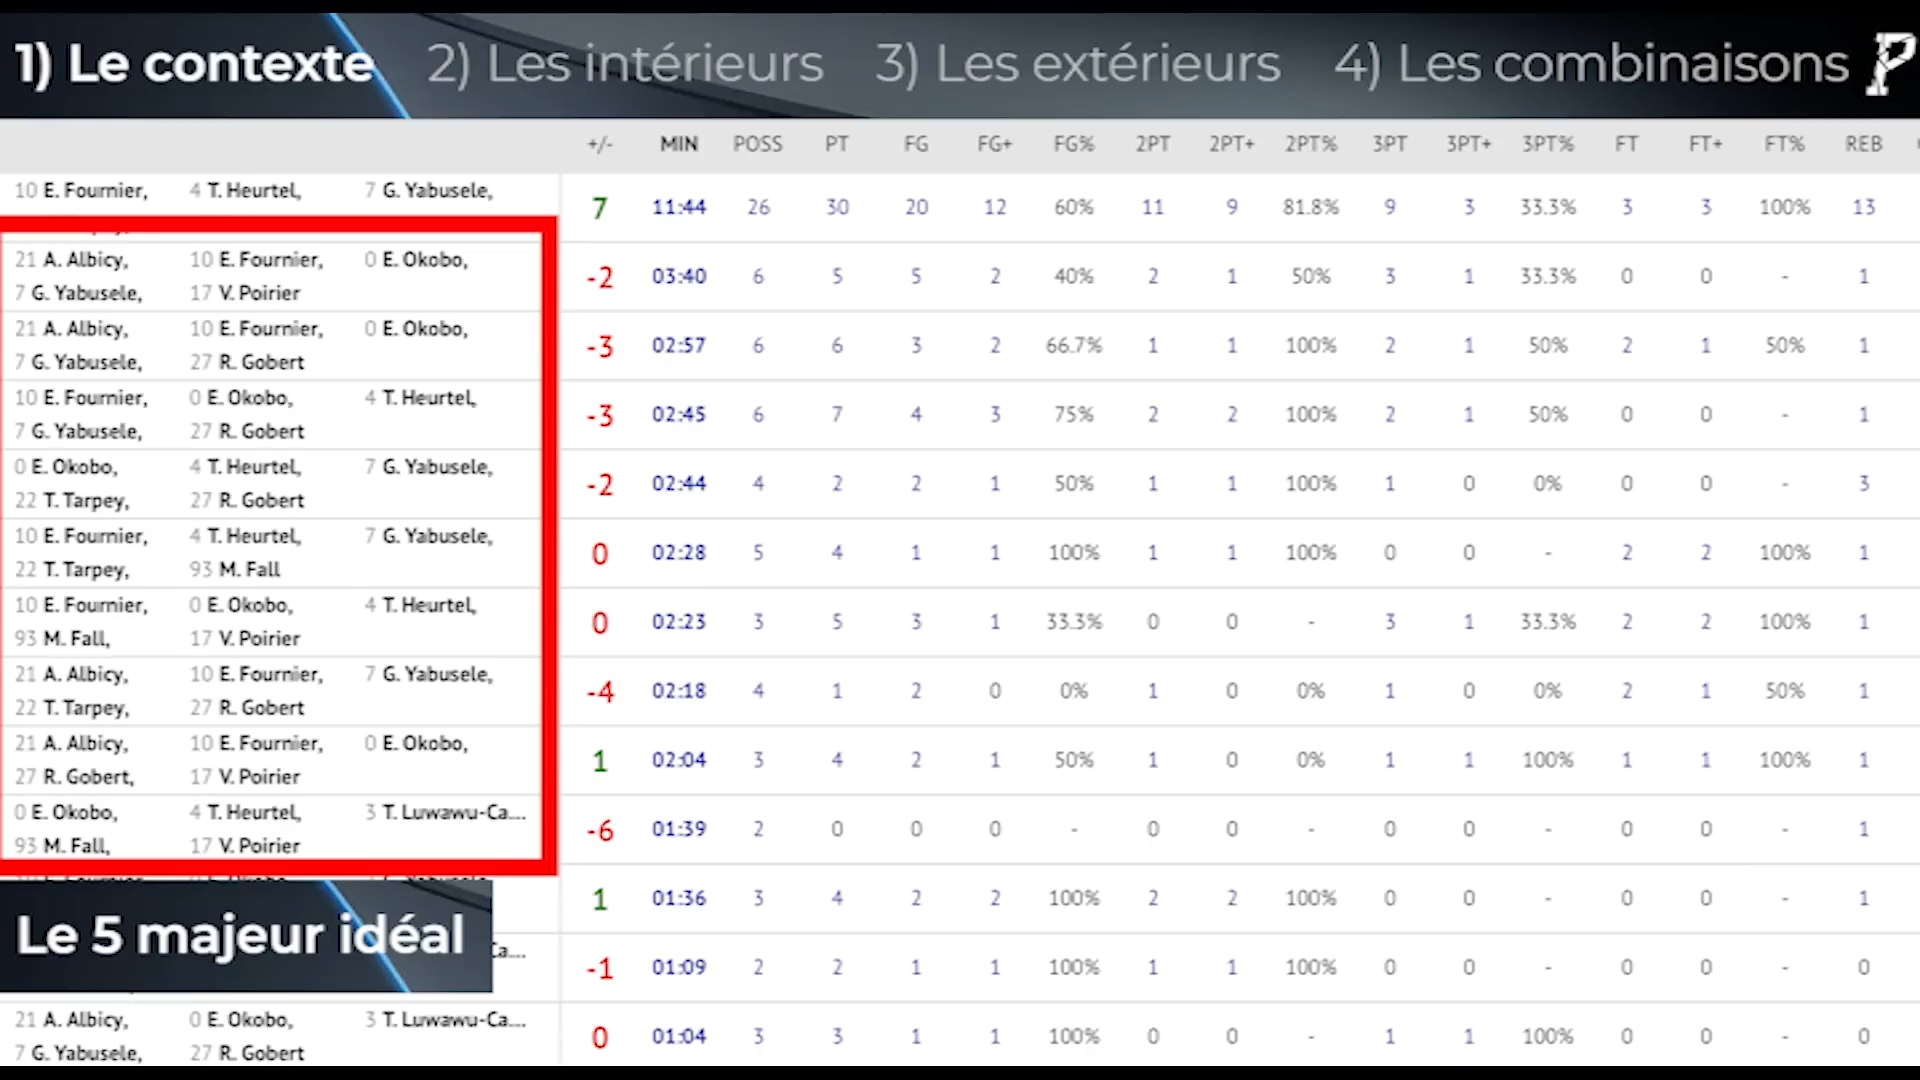 1) Le contexte 2) Les intérieurs 3) Les extérieurs 4) Les combinaisons P
+/- MIN POSS PT FG FG+ FG% 2PT 2PT+ 2PT% 3PT 3PT+ 3PT% FT FT+ FT% REB
10 E. Fournier, 4 T. Heurtel, 7 G. Yabusele,
7 11:44 26 30 20 12 60% 11 9 81.8% 9 3 33.3% 3 3 100% 13
21 A. Albicy, 10 E. Fournier, 0 E. Okobo,
7 G. Yabusele, 17 V. Poirier
-2 03:40 6 5 5 2 40% 2 1 50% 3 1 33.3% 0 0 - 1
21 A. Albicy, 10 E. Fournier, 0 E. Okobo,
7 G. Yabusele, 27 R. Gobert
-3 02:57 6 6 3 2 66.7% 1 1 100% 2 1 50% 2 1 50% 1
10 E. Fournier, 0 E. Okobo, 4 T. Heurtel,
7 G. Yabusele, 27 R. Gobert
-3 02:45 6 7 4 3 75% 2 2 100% 2 1 50% 0 0 - 1
0 E. Okobo, 4 T. Heurtel, 7 G. Yabusele,
22 T. Tarpey, 27 R. Gobert
-2 02:44 4 2 2 1 50% 1 1 100% 1 0 0% 0 0 - 3
10 E. Fournier, 4 T. Heurtel, 7 G. Yabusele,
22 T. Tarpey, 93 M. Fall
0 02:28 5 4 1 1 100% 1 1 100% 0 0 - 2 2 100% 1
10 E. Fournier, 0 E. Okobo, 4 T. Heurtel,
93 M. Fall, 17 V. Poirier
0 02:23 3 5 3 1 33.3% 0 0 - 3 1 33.3% 2 2 100% 1
21 A. Albicy, 10 E. Fournier, 7 G. Yabusele,
22 T. Tarpey, 27 R. Gobert
-4 02:18 4 1 2 0 0% 1 0 0% 1 0 0% 2 1 50% 1
21 A. Albicy, 10 E. Fournier, 0 E. Okobo,
27 R. Gobert, 17 V. Poirier
1 02:04 3 4 2 1 50% 1 0 0% 1 1 100% 1 1 100% 1
0 E. Okobo, 4 T. Heurtel, 3 T. Luwawu-Ca...
93 M. Fall, 17 V. Poirier
-6 01:39 2 0 0 0 - 0 0 - 0 0 - 0 0 - 1
1 01:36 3 4 2 2 100% 2 2 100% 0 0 - 0 0 - 1
Le 5 majeur idéal
-1 01:09 2 2 1 1 100% 1 1 100% 0 0 - 0 0 - 0
21 A. Albicy, 0 E. Okobo, 3 T. Luwawu-Ca...
7 G. Yabusele, 27 R. Gobert
0 01:04 3 3 1 1 100% 0 0 - 1 1 100% 0 0 - 0